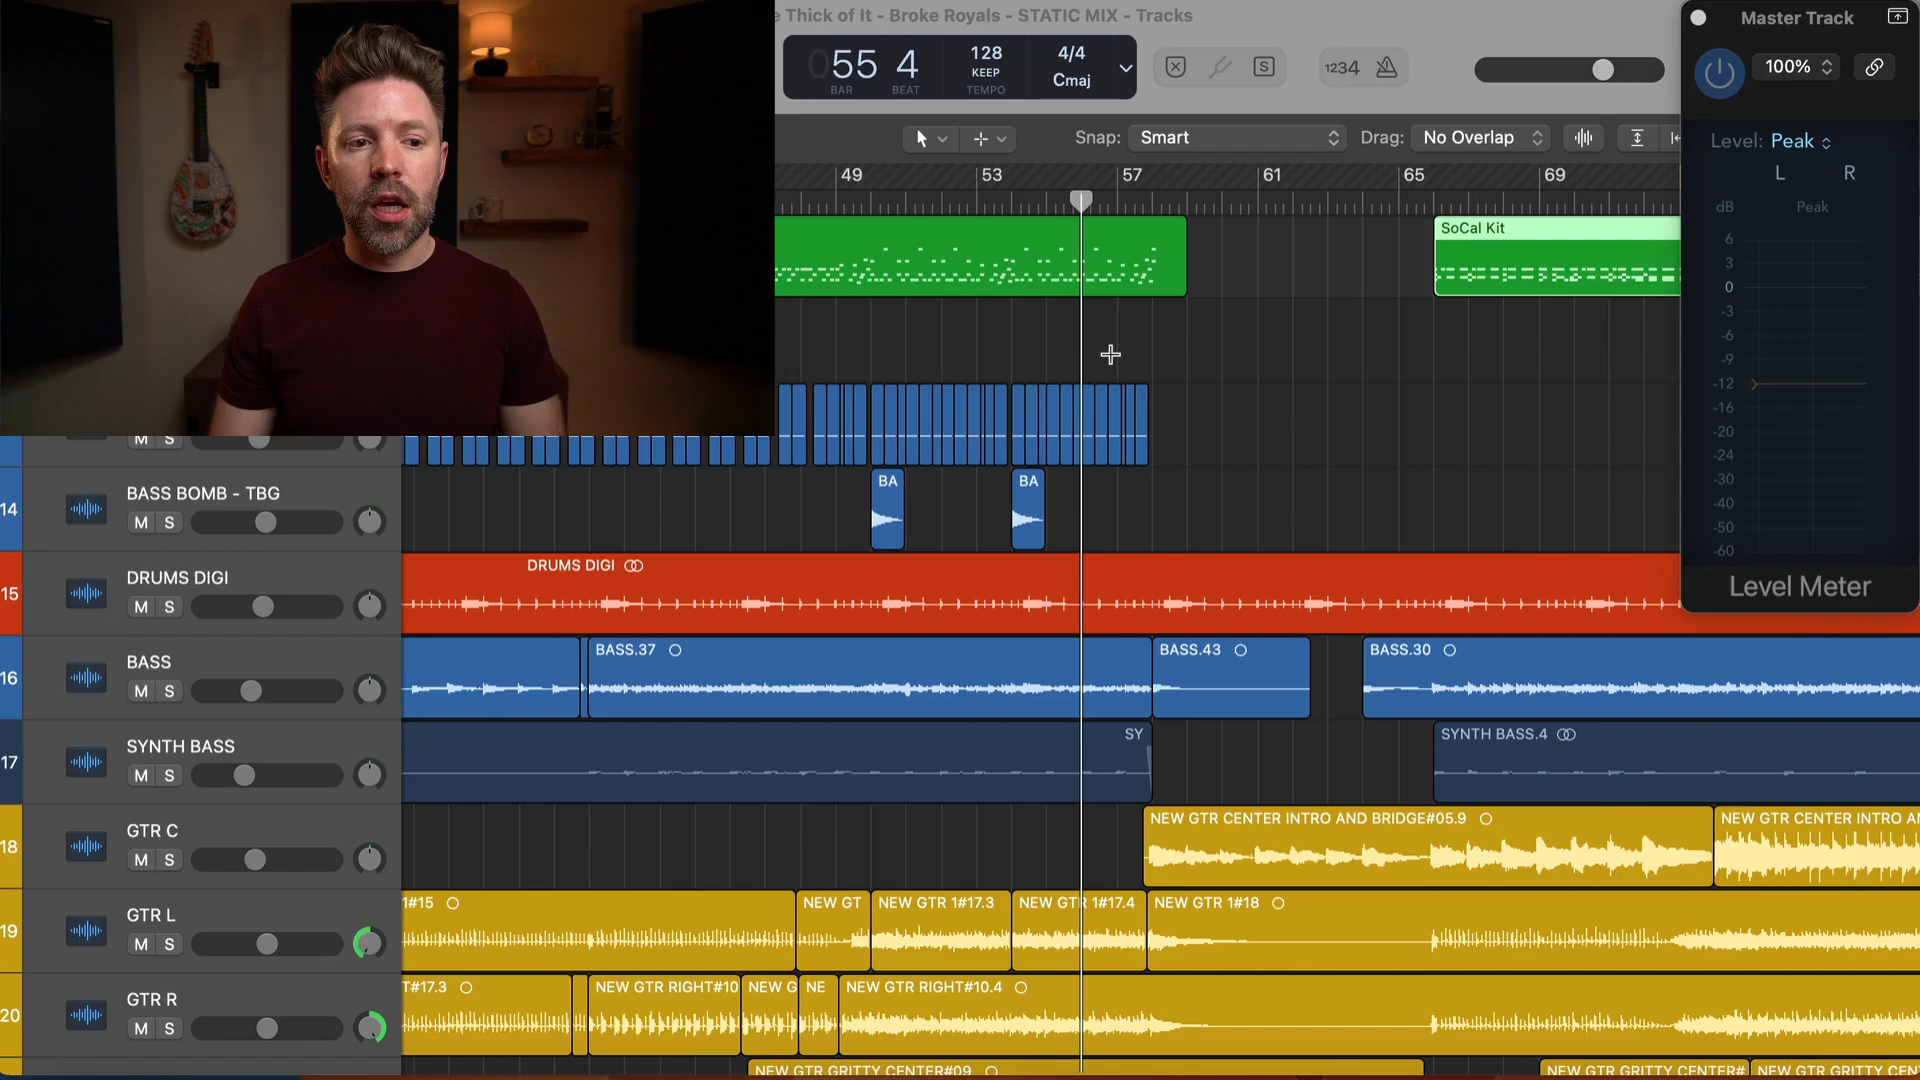 e Thick of It - Broke Royals - STATIC MIX - Tracks
Master Track
055 4
BAR BEAT
128
KEEP
TEMPO
4/4
Cmaj
S
1234
100%
Snap: Smart
Drag: No Overlap
Level: Peak
L R
dB Peak
6
3
0
-3
-6
-9
-12
-16
-20
-24
-30
-40
-50
-60
Level Meter
49 53 57 61 65 69
SoCal Kit
M S
14
BASS BOMB - TBG
M S
BA
BA
15
DRUMS DIGI
M S
DRUMS DIGI
16
BASS
M S
BASS.37
BASS.43
BASS.30
17
SYNTH BASS
M S
SY
SYNTH BASS.4
18
GTR C
M S
NEW GTR CENTER INTRO AND BRIDGE#05.9
NEW GTR CENTER INTRO AN
19
GTR L
M S
1#15
NEW GT
NEW GTR 1#17.3
NEW GTR 1#17.4
NEW GTR 1#18
20
GTR R
M S
T#17.3
NEW GTR RIGHT#10
NEW G
NE
NEW GTR RIGHT#10.4
NEW GTR GRITTY CENTER#09
NEW GTR GRITTY CENTER#
NEW GTR GRITTY CEN